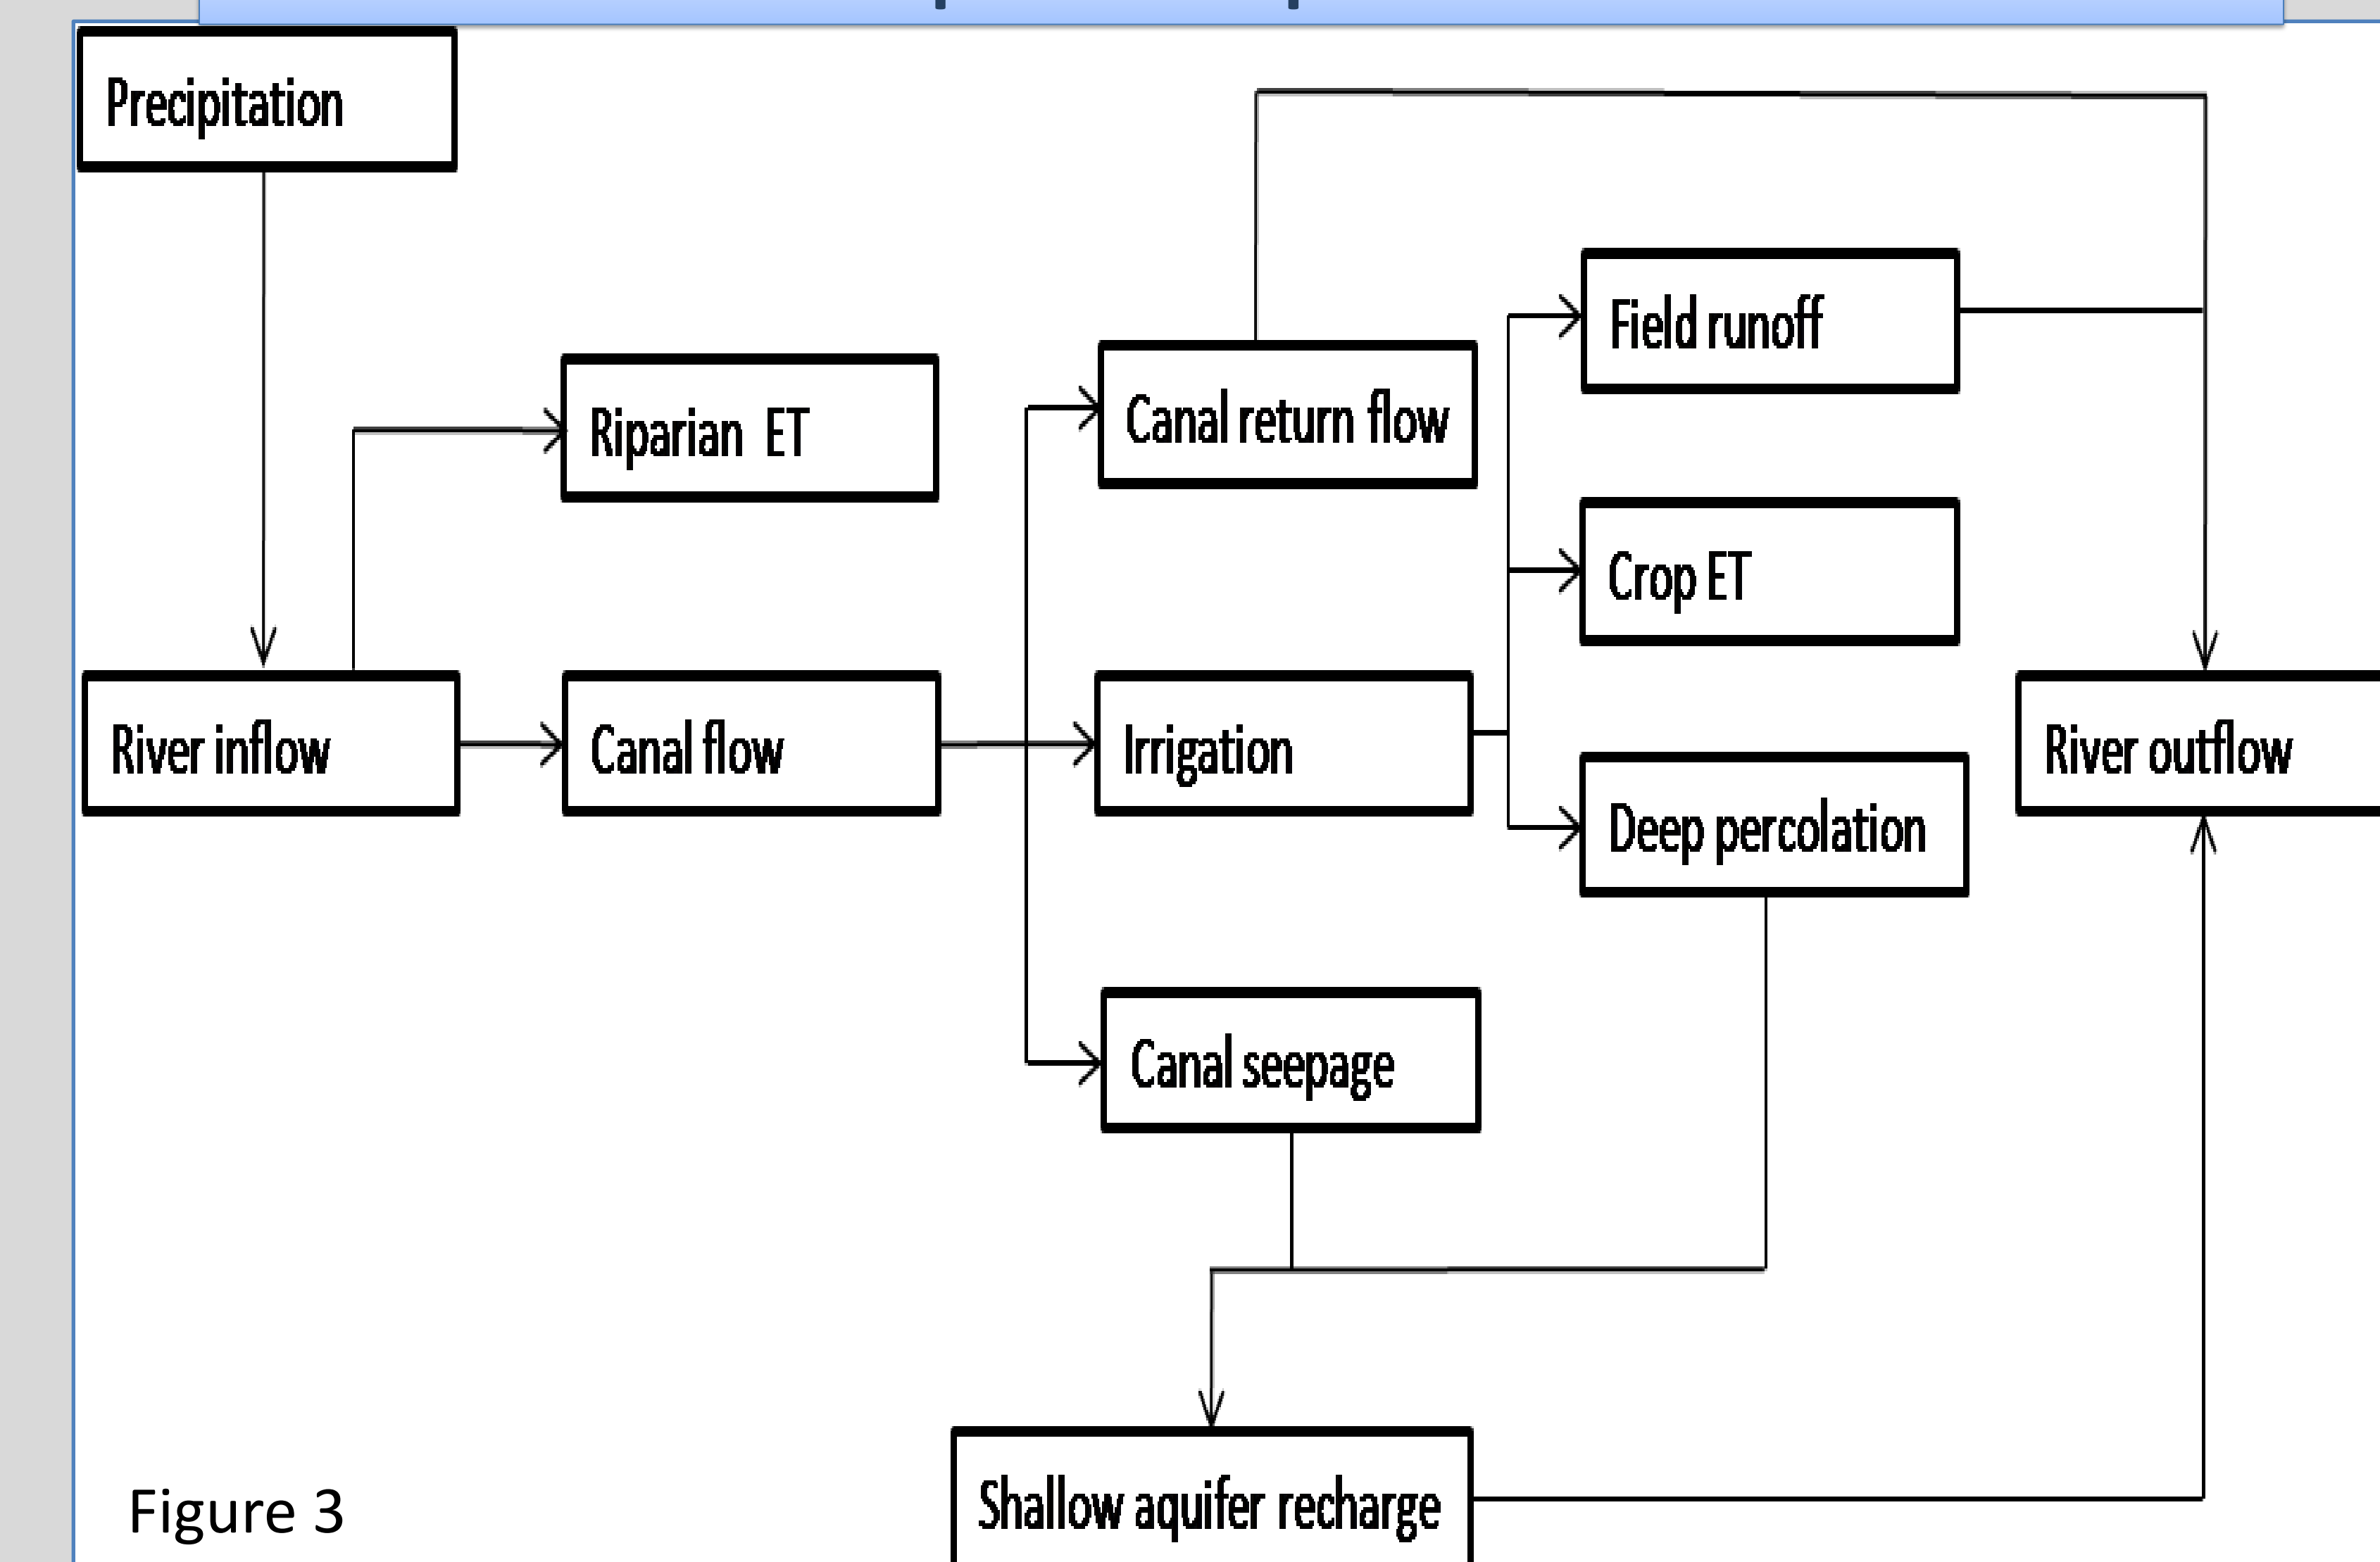 Precipitation
Field runoff
Riparian ET
Canal return flow
Crop ET
River inflow
Canal flow
Irrigation
River outflow
Deep percolation
Canal seepage
Shallow aquifer recharge
Figure 3